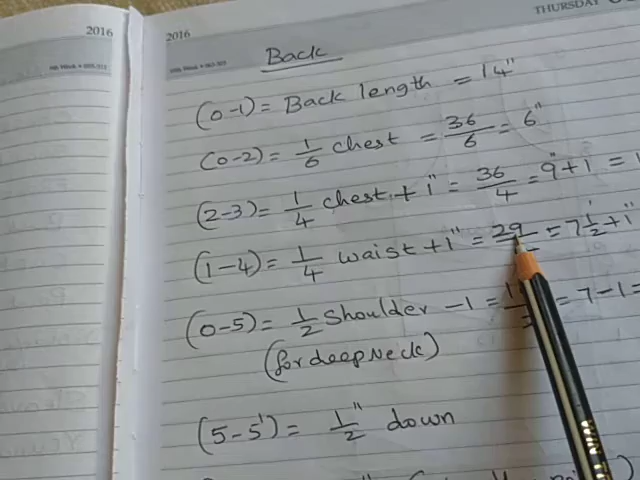 2016
2016
THURSDAY
Back
(0-1) = Back length = 14"
(0-2) = 1/6 chest = 36/6 = 6"
(2-3) = 1/4 chest + 1" = 36/4 = 9" + 1 =
(1-4) = 1/4 waist + 1" = 29 = 7 1/2 + 1"
(0-5) = 1/2 Shoulder - 1 = = 7 - 1 =
(for deep Neck)
(5-5') = 1/2" down